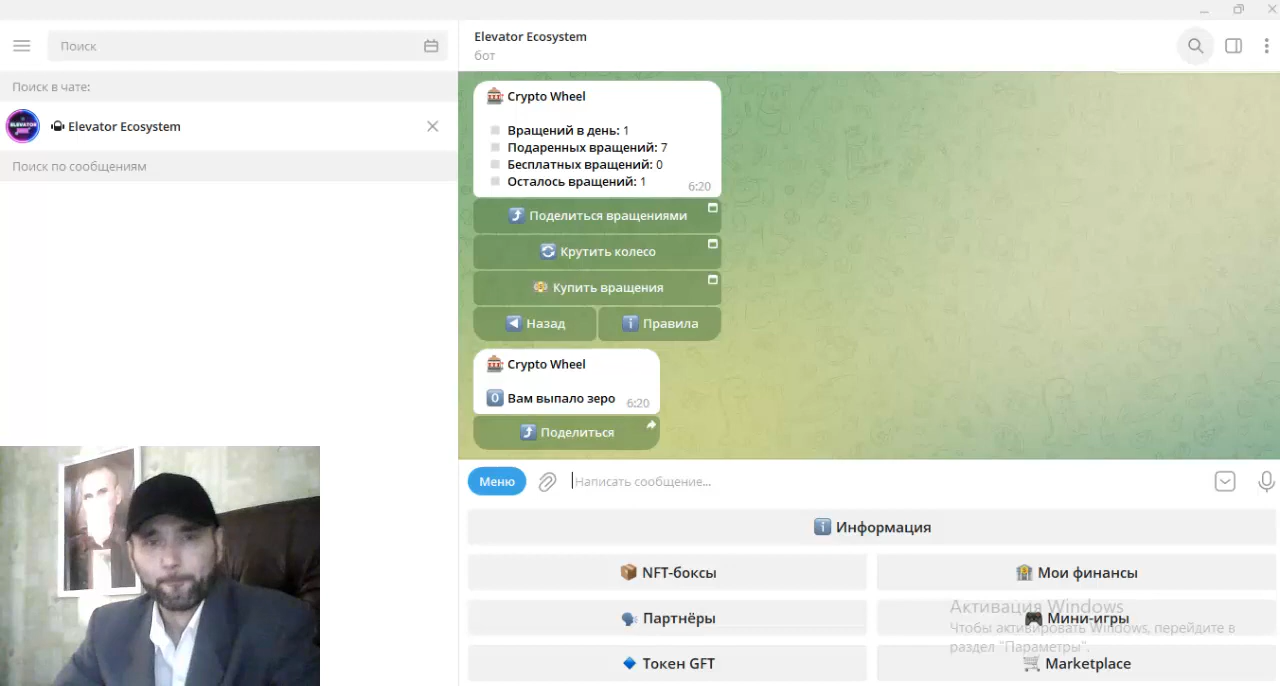 Поиск
Поиск в чате:
Elevator Ecosystem
Поиск по сообщениям
Elevator Ecosystem
бот
Crypto Wheel
Вращений в день: 1
Подаренных вращений: 7
Бесплатных вращений: 0
Осталось вращений: 1
6:20
Поделиться вращениями
Крутить колесо
Купить вращения
Назад
Правила
Crypto Wheel
0 Вам выпало зеро
6:20
Поделиться
Меню
Написать сообщение...
Информация
NFT-боксы
Мои финансы
Партнёры
Мини-игры
Токен GFT
Marketplace
Активация Windows
Чтобы активировать Windows, перейдите в
раздел "Параметры".